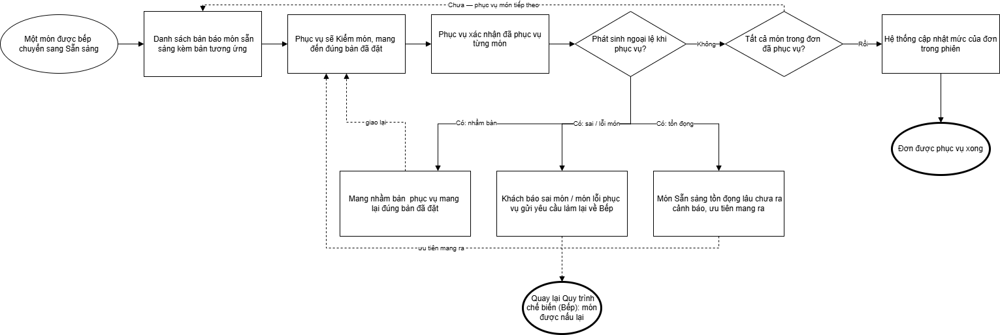 Chưa — phục vụ món tiếp theo
Một món được bếp
chuyển sang Sẵn sàng
Danh sách bàn báo món sẵn
sàng kèm bàn tương ứng
Phục vụ sẽ Kiểm món, mang
đến đúng bàn đã đặt
Phục vụ xác nhận đã phục vụ
từng món
Phát sinh ngoại lệ khi
phục vụ?
Không
Tất cả món trong đơn
đã phục vụ?
Rồi
Hệ thống cập nhật mức của đơn
trong phiên
giao lại
Có: nhầm bàn
Có: sai / lỗi món
Có: tồn đọng
Đơn được phục vụ xong
Mang nhầm bàn phục vụ mang
lại đúng bàn đã đặt
Khách báo sai món / món lỗi phục
vụ gửi yêu cầu làm lại về Bếp
Món Sẵn sàng tồn đọng lâu chưa ra
cảnh báo, ưu tiên mang ra
ưu tiên mang ra
Quay lại Quy trình
chế biến (Bếp): món
được nấu lại